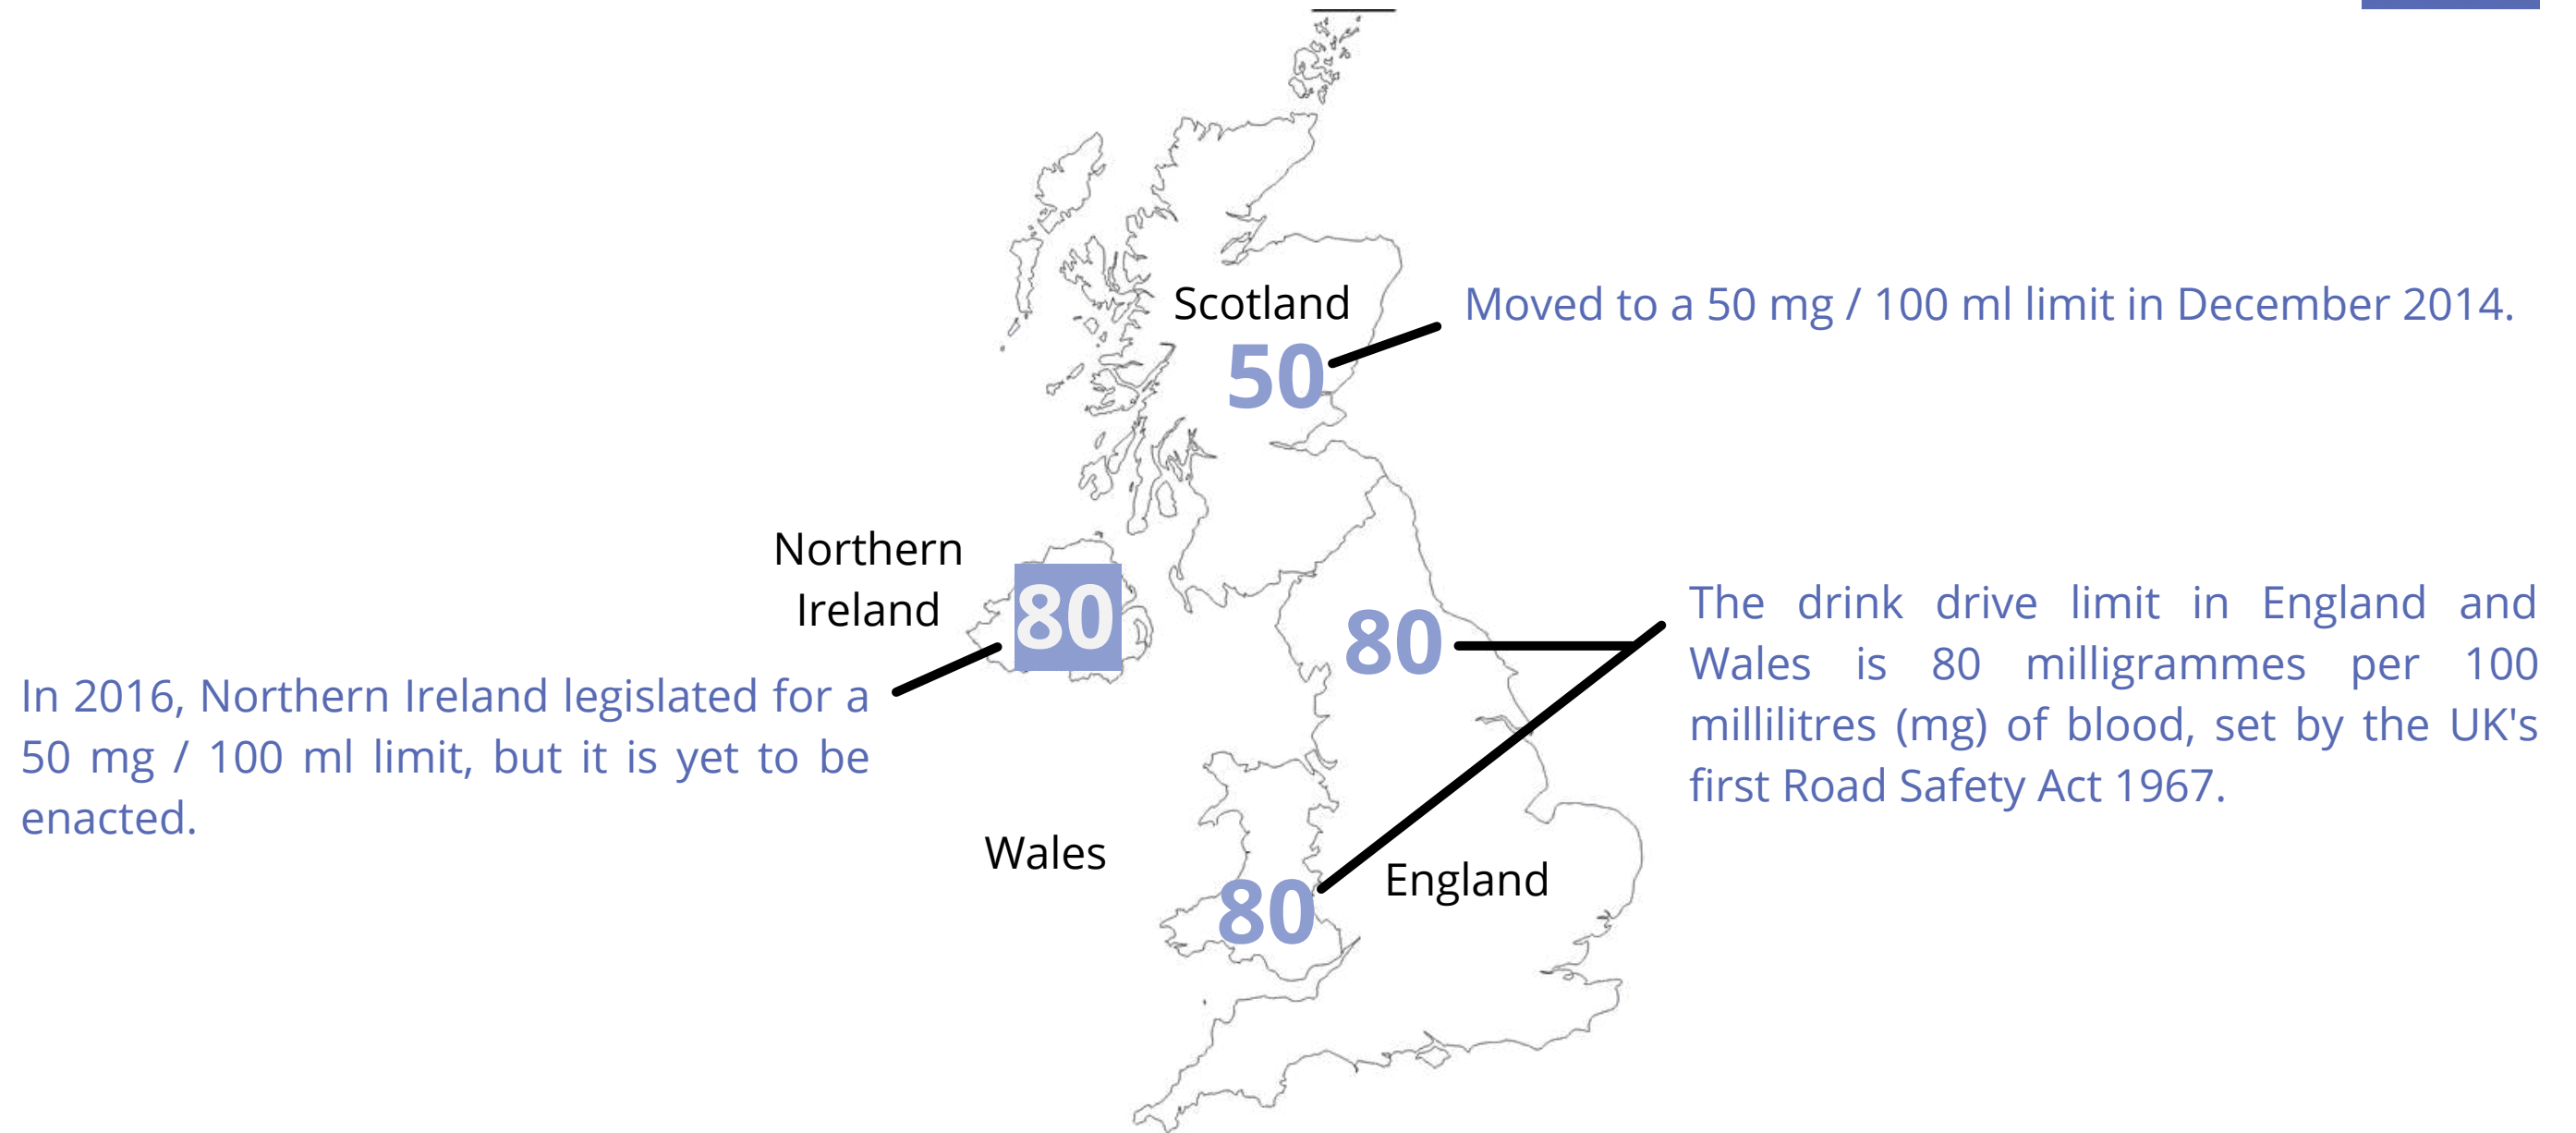 Scotland
50
Moved to a 50 mg / 100 ml limit in December 2014.
Northern
Ireland
80
In 2016, Northern Ireland legislated for a
50 mg / 100 ml limit, but it is yet to be
enacted.
80
The drink drive limit in England and
Wales is 80 milligrammes per 100
millilitres (mg) of blood, set by the UK's
first Road Safety Act 1967.
Wales
80
England